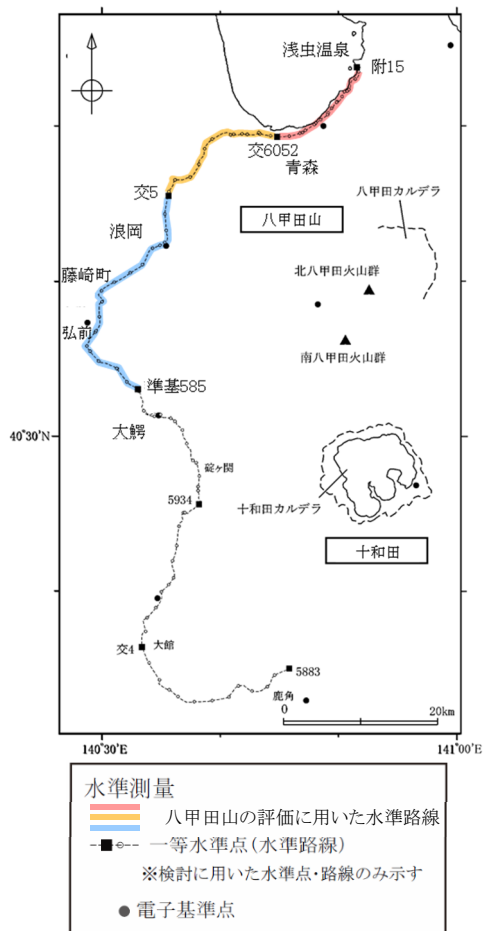 浅虫温泉
附15
交6052
青森
八甲田カルデラ
交5
八甲田山
浪岡
北八甲田火山群
藤崎町
弘前
南八甲田火山群
準基585
40°30'N
大鰐
碇ヶ関
5934
十和田カルデラ
十和田
交4
大館
5883
鹿角
0
20km
140°30'E
141°00'E
水準測量
八甲田山の評価に用いた水準路線
一等水準点(水準路線)
※検討に用いた水準点・路線のみ示す
電子基準点